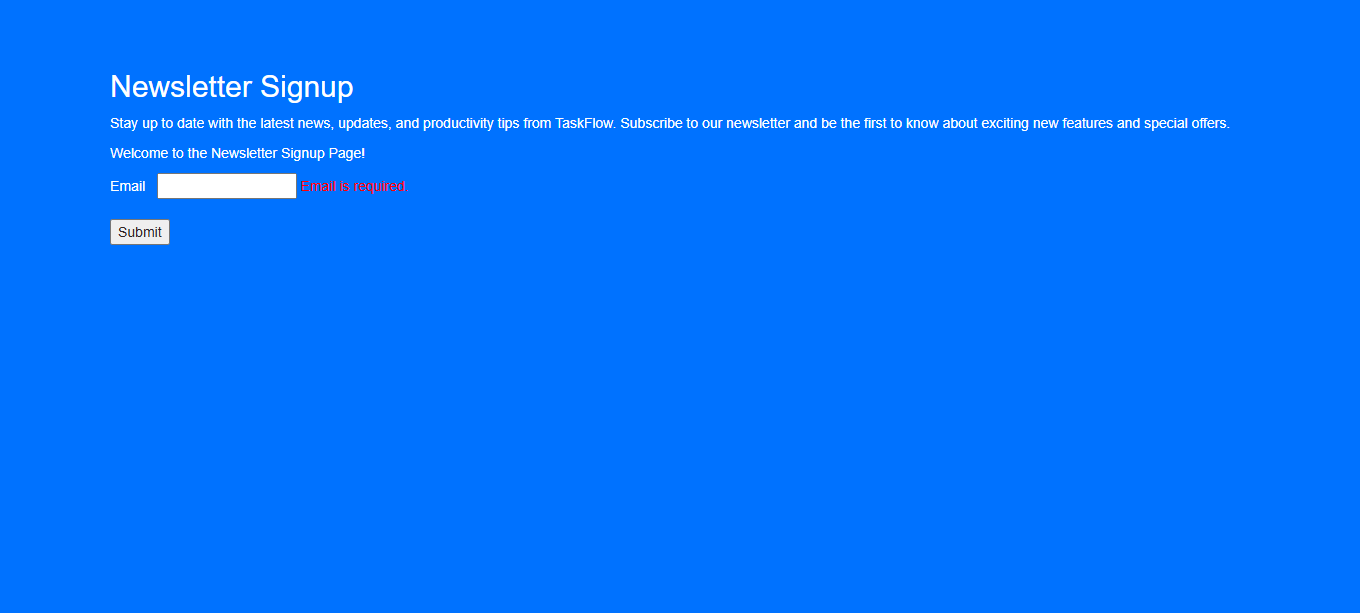 Newsletter Signup
Stay up to date with the latest news, updates, and productivity tips from TaskFlow. Subscribe to our newsletter and be the first to know about exciting new features and special offers.
Welcome to the Newsletter Signup Page!
Email Email is required.
Submit